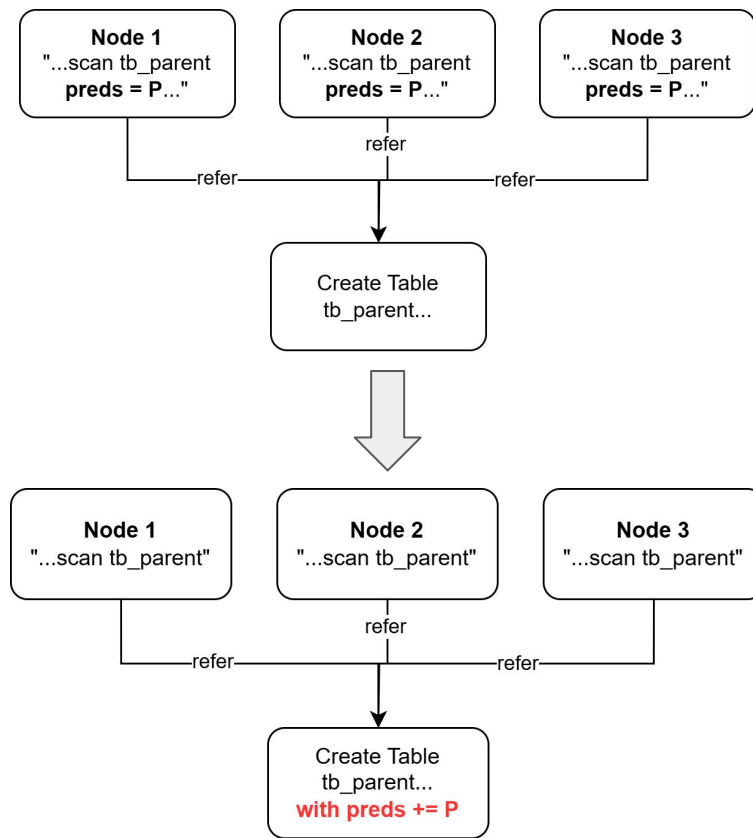 Node 1
"...scan tb_parent
preds = P..."
Node 2
"...scan tb_parent
preds = P..."
Node 3
"...scan tb_parent
preds = P..."
refer
refer
refer
Create Table
tb_parent...
Node 1
"...scan tb_parent"
Node 2
"...scan tb_parent"
Node 3
"...scan tb_parent"
refer
refer
refer
Create Table
tb_parent...
with preds += P